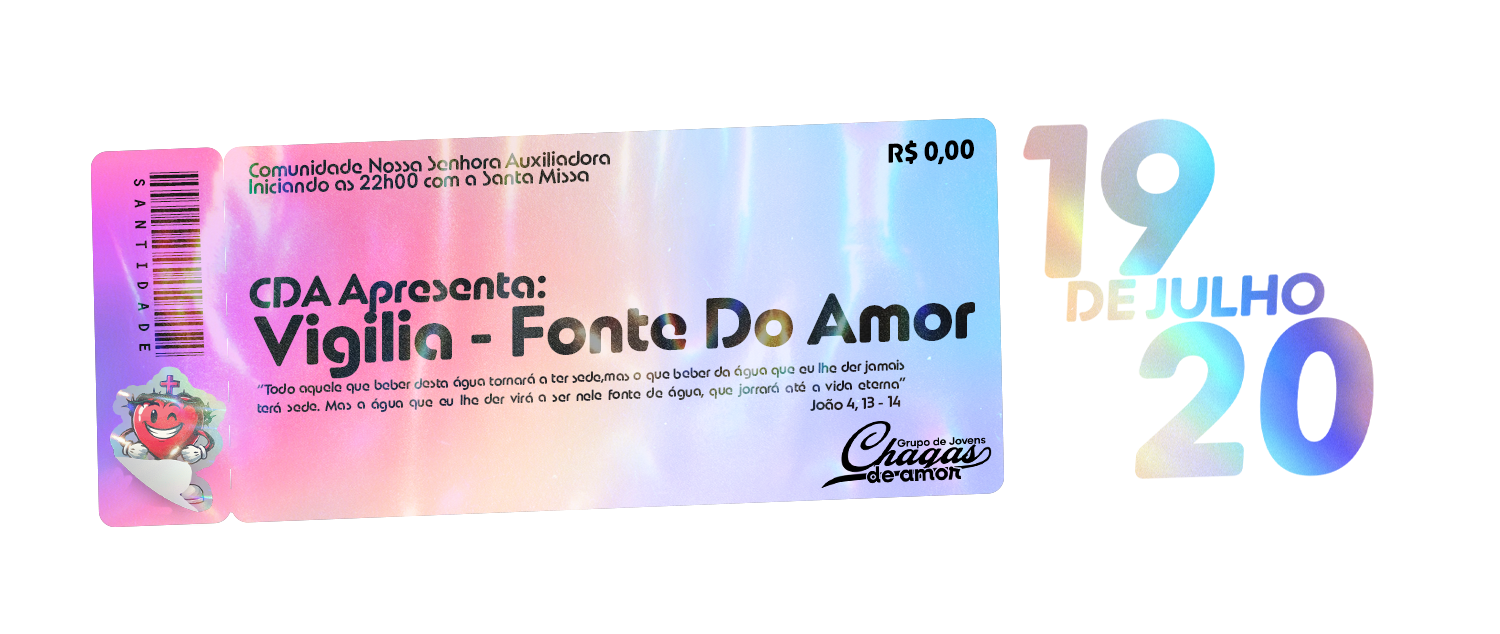 SANTIDADE
Comunidade Nossa Senhora Auxiliadora
Iniciando as 22h00 com a Santa Missa
R$ 0,00
CDA Apresenta:
Vigília - Fonte Do Amor
“Todo aquele que beber desta água tornará a ter sede,mas o que beber da água que eu lhe der jamais
terá sede. Mas a água que eu lhe der virá a ser nele fonte de água, que jorrará até a vida eterna”
João 4, 13 - 14
Grupo de Jovens
Chagas
de amor
19
DE JULHO
20